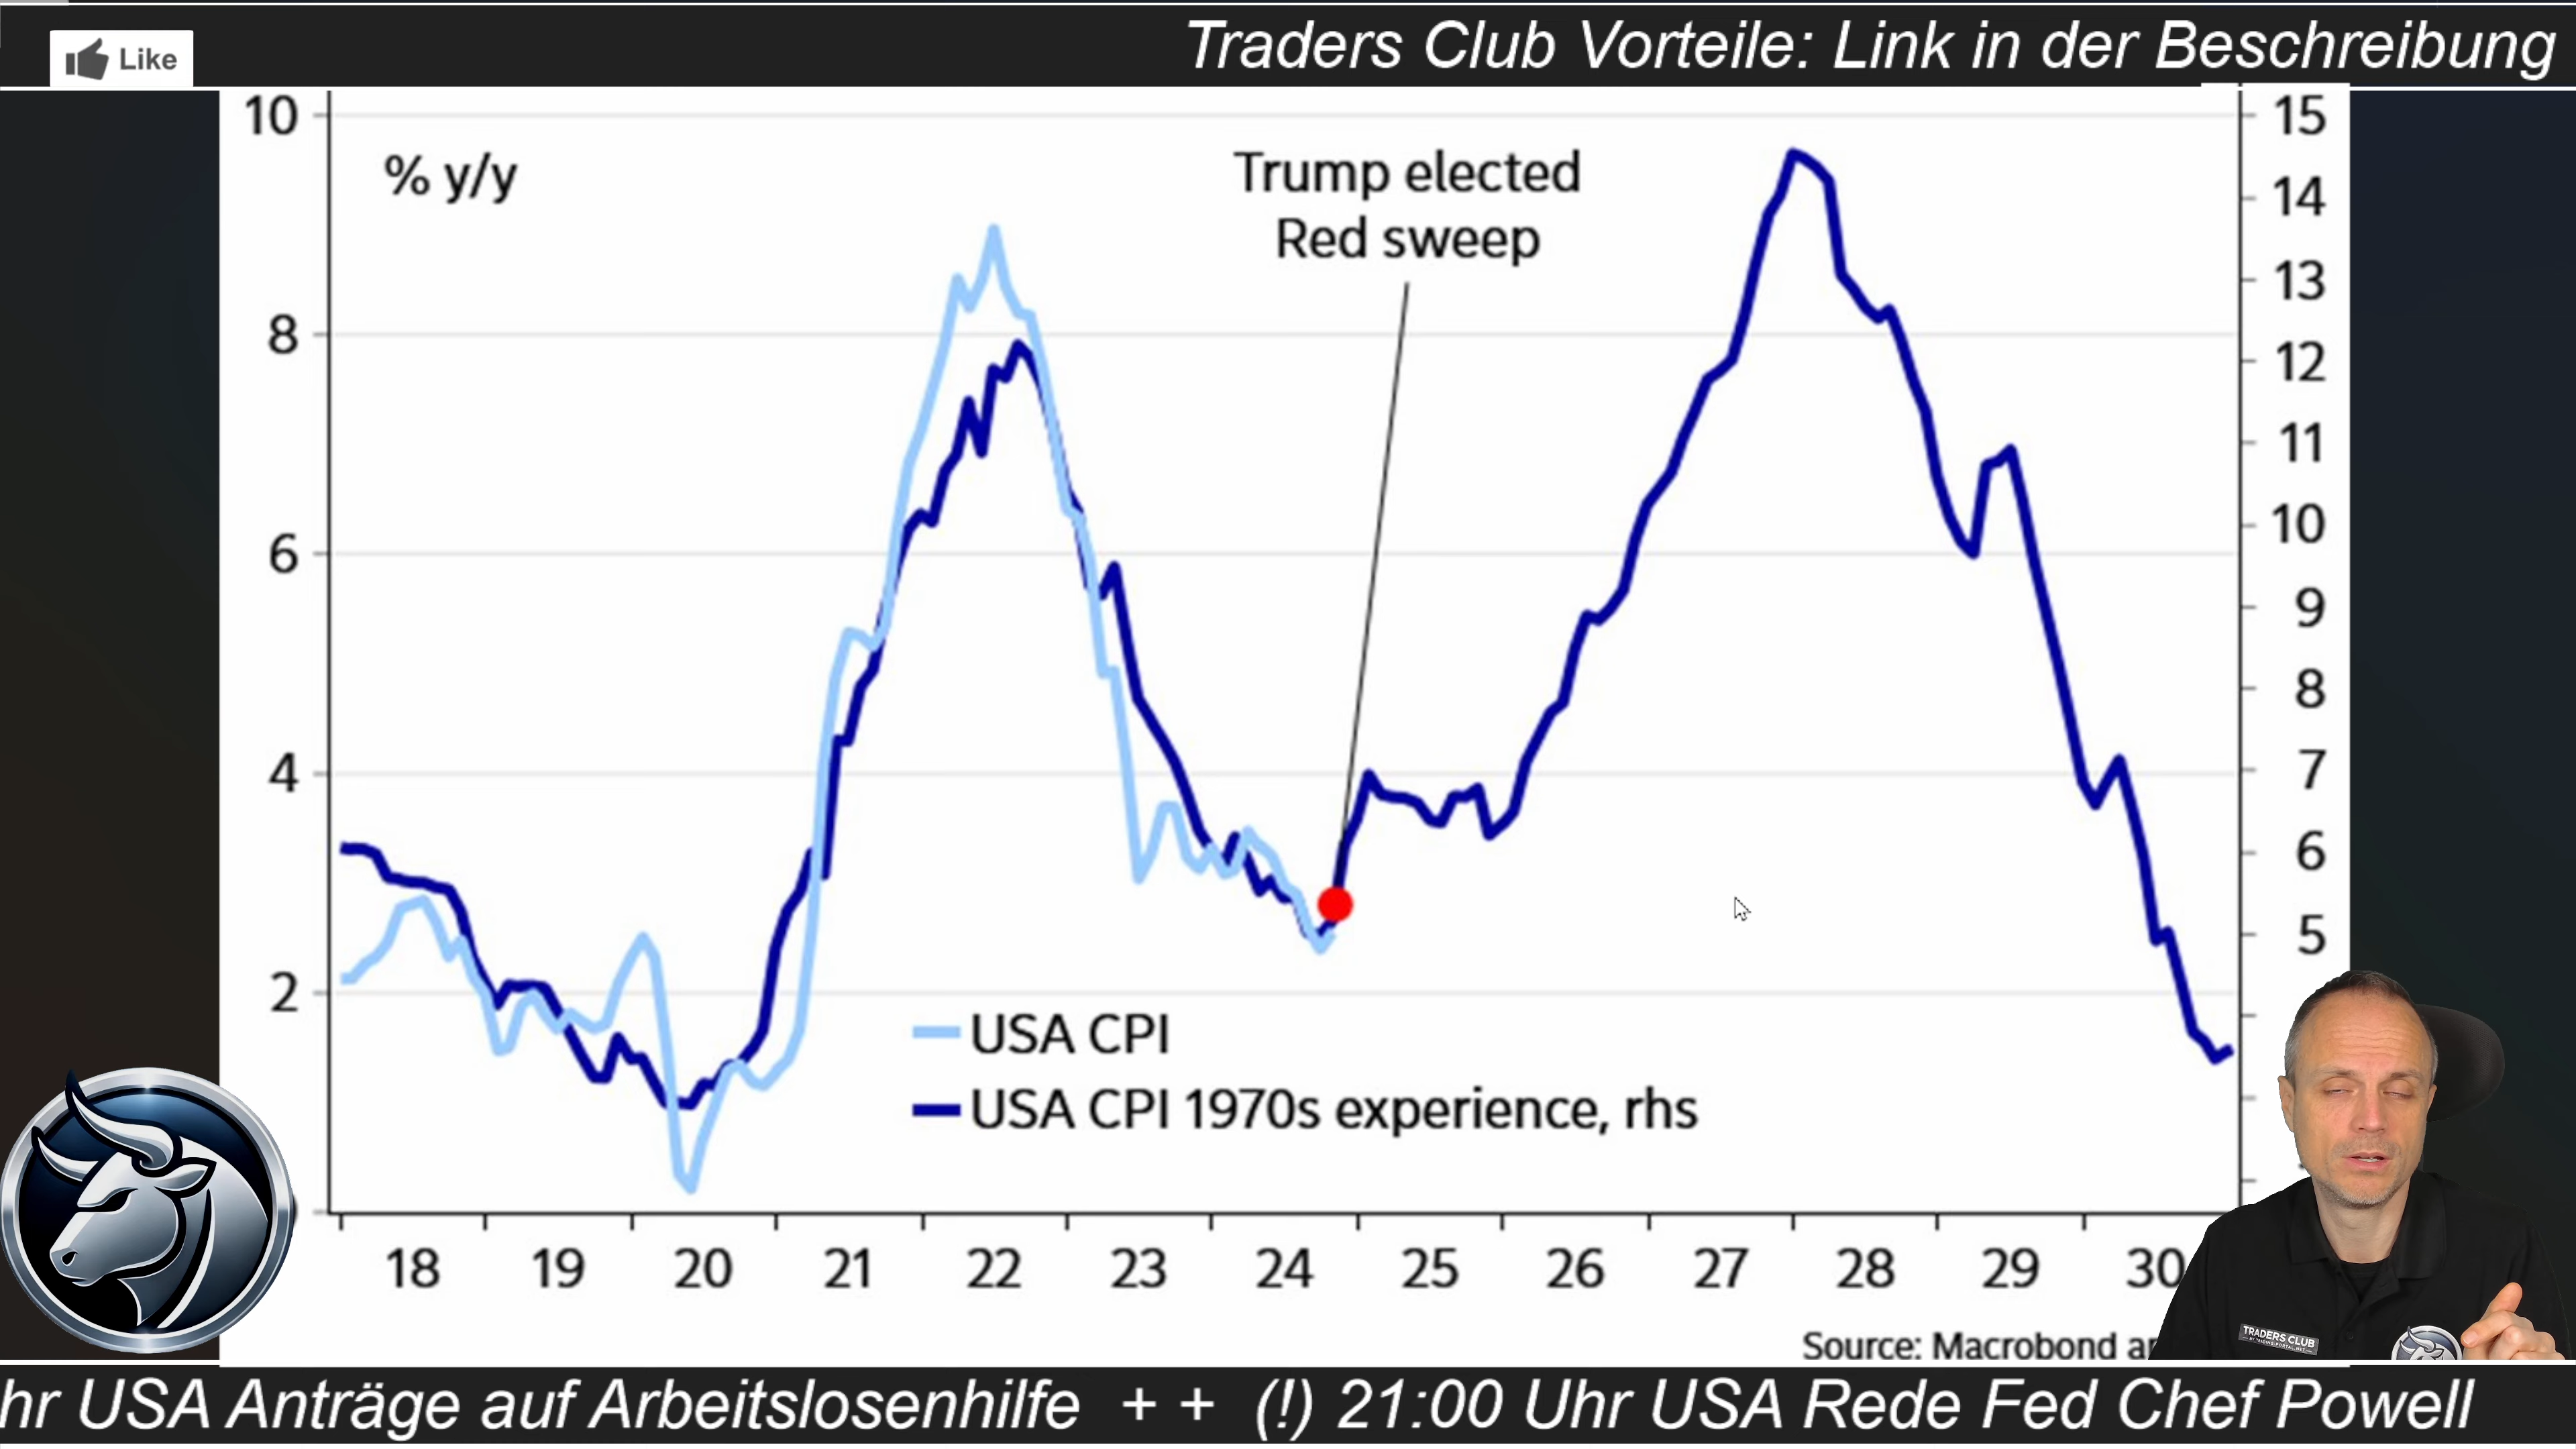 Like
Traders Club Vorteile: Link in der Beschreibung
% y/y
Trump elected
Red sweep
10
8
6
4
2
15
14
13
12
11
10
9
8
7
6
5
USA CPI
USA CPI 1970s experience, rhs
18 19 20 21 22 23 24 25 26 27 28 29 30
Source: Macrobond
TRADERS CLUB
hr USA Anträge auf Arbeitslosenhilfe + + (!) 21:00 Uhr USA Rede Fed Chef Powell